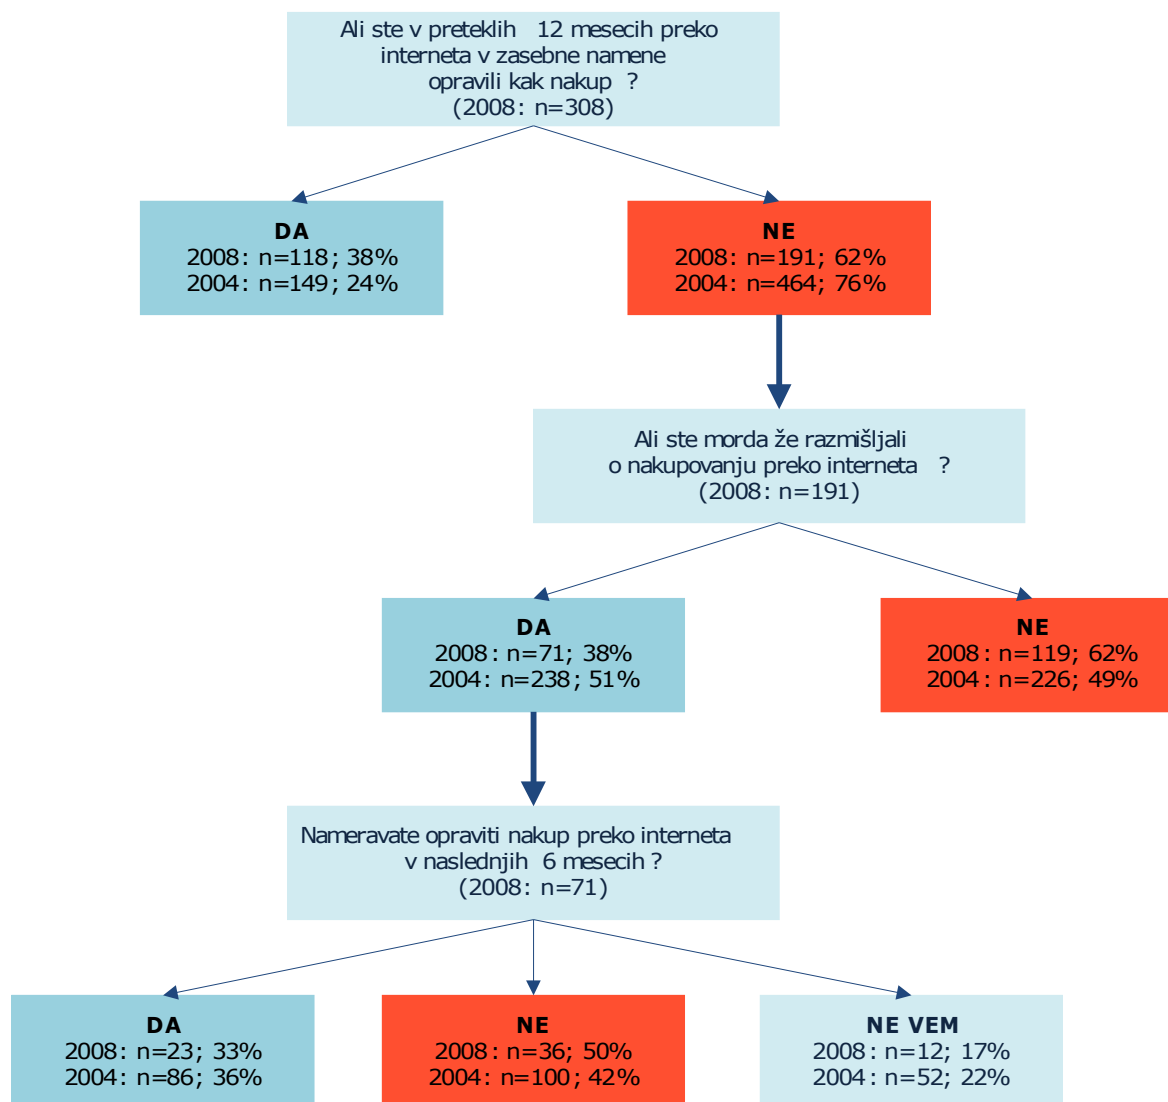 Ali ste v preteklih 12 mesecih preko
interneta v zasebne namene
opravili kak nakup ?
(2008: n=308)
DA
2008: n=118; 38%
2004: n=149; 24%
NE
2008: n=191; 62%
2004: n=464; 76%
Ali ste morda že razmišljali
o nakupovanju preko interneta ?
(2008: n=191)
DA
2008: n=71; 38%
2004: n=238; 51%
NE
2008: n=119; 62%
2004: n=226; 49%
Nameravate opraviti nakup preko interneta
v naslednjih 6 mesecih ?
(2008: n=71)
DA
2008: n=23; 33%
2004: n=86; 36%
NE
2008: n=36; 50%
2004: n=100; 42%
NE VEM
2008: n=12; 17%
2004: n=52; 22%